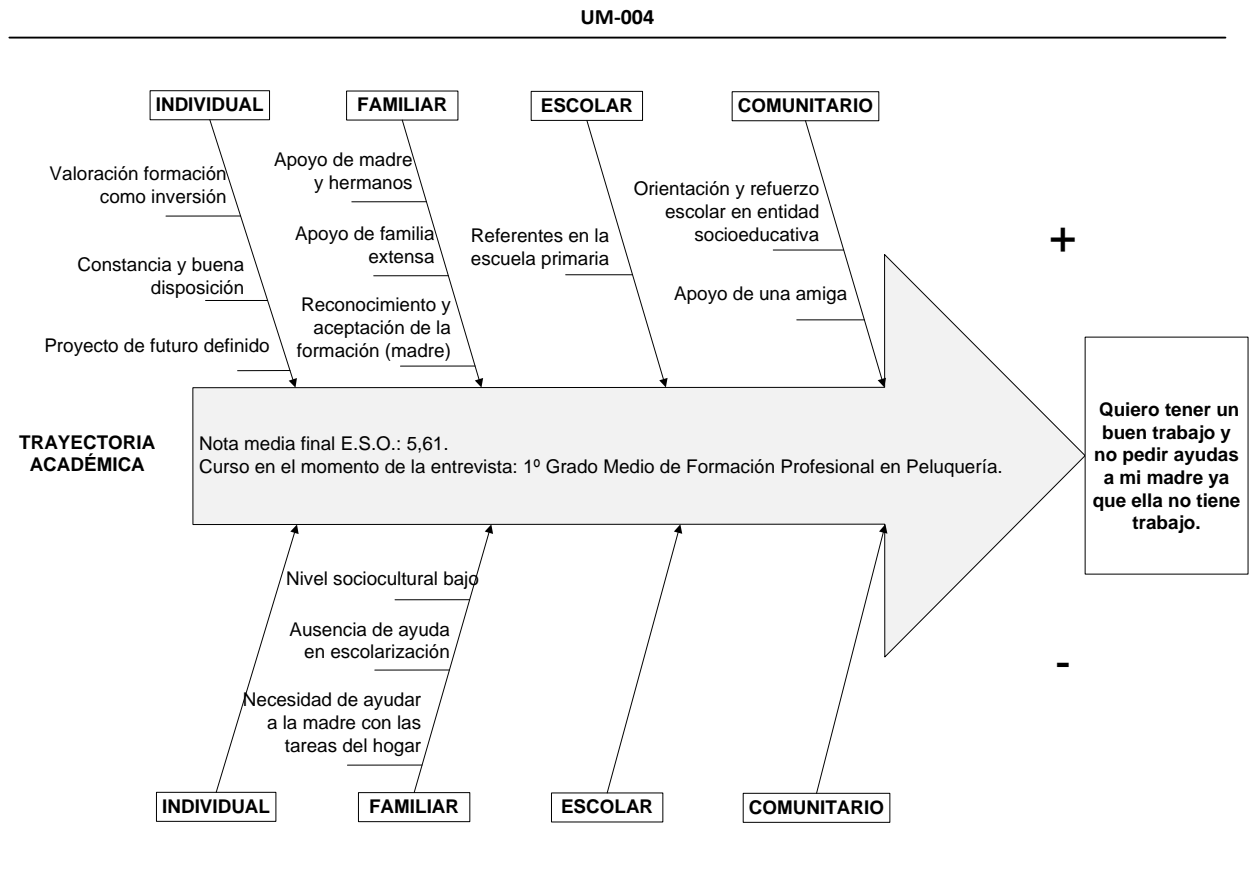 UM-004
INDIVIDUAL
FAMILIAR
ESCOLAR
COMUNITARIO
Valoración formación
como inversión
Constancia y buena
disposición
Proyecto de futuro definido
Apoyo de madre
y hermanos
Apoyo de familia
extensa
Reconocimiento y
aceptación de la
formación (madre)
Referentes en la
escuela primaria
Orientación y refuerzo
escolar en entidad
socioeducativa
Apoyo de una amiga
+
TRAYECTORIA
ACADÉMICA
Nota media final E.S.O.: 5,61.
Curso en el momento de la entrevista: 1º Grado Medio de Formación Profesional en Peluquería.
Quiero tener un
buen trabajo y
no pedir ayudas
a mi madre ya
que ella no tiene
trabajo.
Nivel sociocultural bajo
Ausencia de ayuda
en escolarización
Necesidad de ayudar
a la madre con las
tareas del hogar
-
INDIVIDUAL
FAMILIAR
ESCOLAR
COMUNITARIO